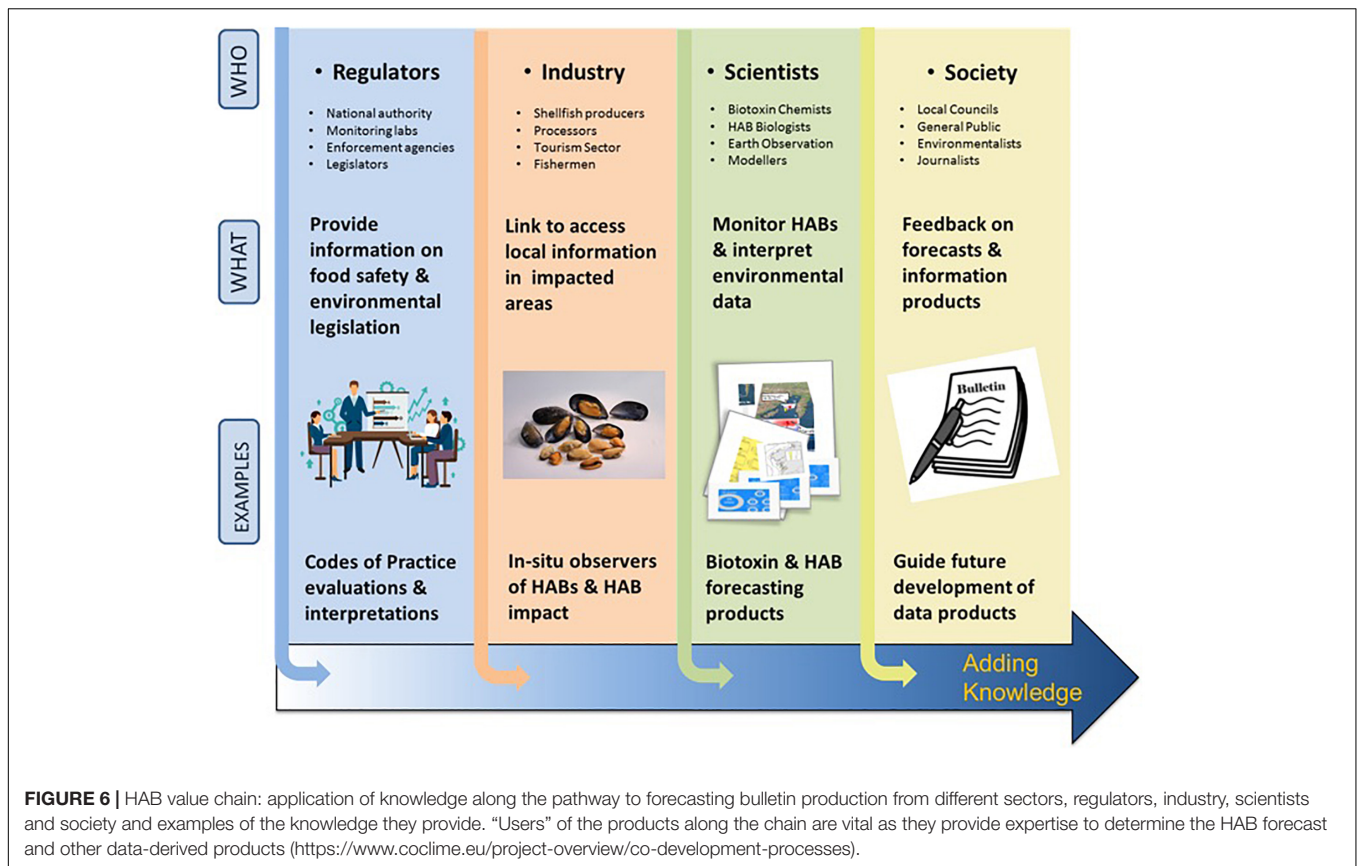 WHO
• Regulators
• National authority
• Monitoring labs
• Enforcement agencies
• Legislators
• Industry
• Shellfish producers
• Processors
• Tourism Sector
• Fishermen
• Scientists
• Biotoxin Chemists
• HAB Biologists
• Earth Observation
• Modellers
• Society
• Local Councils
• General Public
• Environmentalists
• Journalists
WHAT
Provide
information on
food safety &
environmental
legislation
Link to access
local information
in impacted
areas
Monitor HABs
& interpret
environmental
data
Feedback on
forecasts &
information
products
EXAMPLES
Bulletin
Codes of Practice
evaluations &
interpretations
In-situ observers
of HABs & HAB
impact
Biotoxin & HAB
forecasting
products
Guide future
development of
data products
Adding
Knowledge
FIGURE 6 | HAB value chain: application of knowledge along the pathway to forecasting bulletin production from different sectors, regulators, industry, scientists
and society and examples of the knowledge they provide. “Users” of the products along the chain are vital as they provide expertise to determine the HAB forecast
and other data-derived products (https://www.coclime.eu/project-overview/co-development-processes).